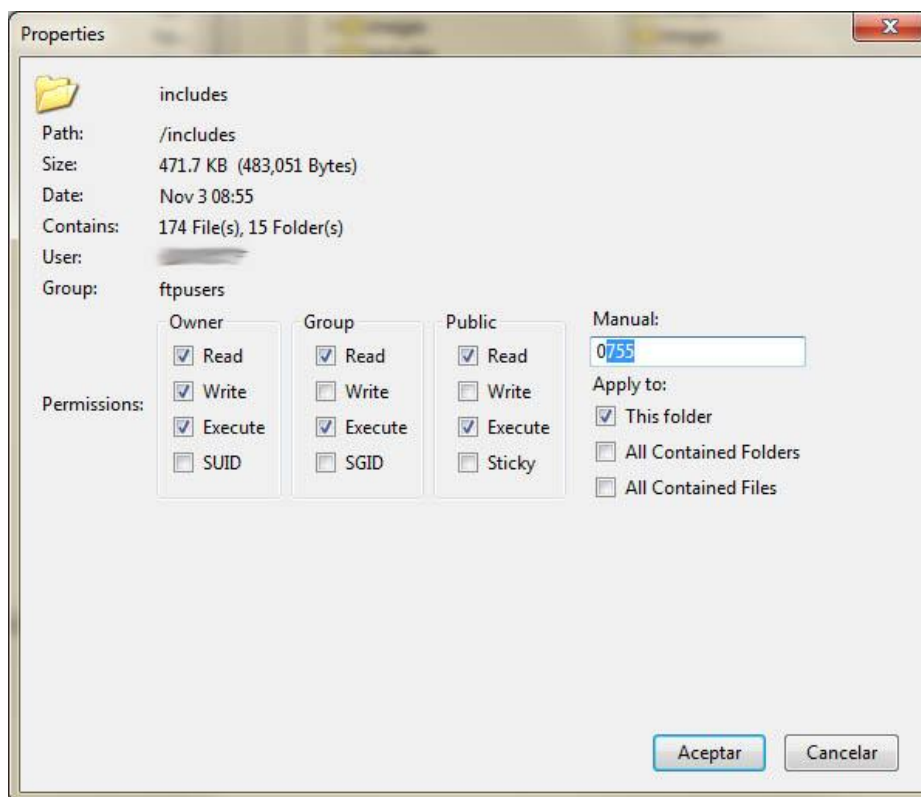 Properties
includes
Path: /includes
Size: 471.7 KB (483,051 Bytes)
Date: Nov 3 08:55
Contains: 174 File(s), 15 Folder(s)
User:
Group: ftpusers
Permissions:
Owner
Read
Write
Execute
SUID
Group
Read
Write
Execute
SGID
Public
Read
Write
Execute
Sticky
Manual:
0755
Apply to:
This folder
All Contained Folders
All Contained Files
Aceptar
Cancelar